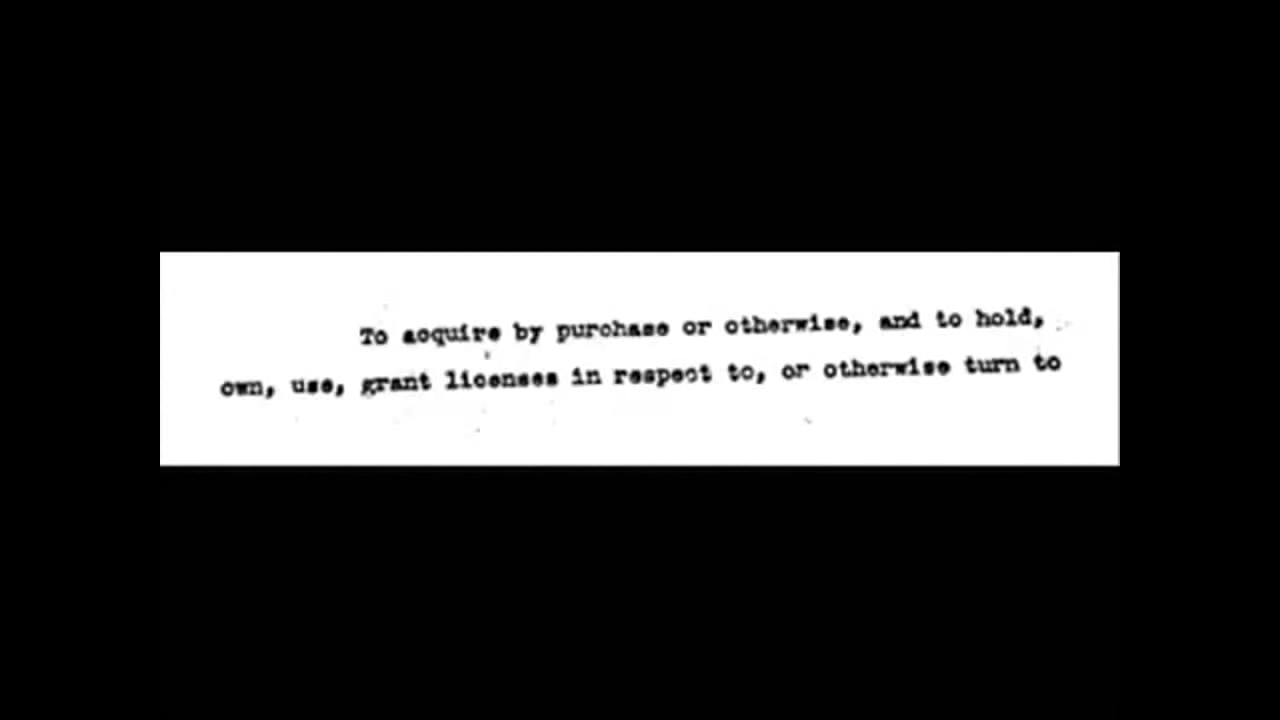 To acquire by purchase or otherwise, and to hold,
own, use, grant licenses in respect to, or otherwise turn to